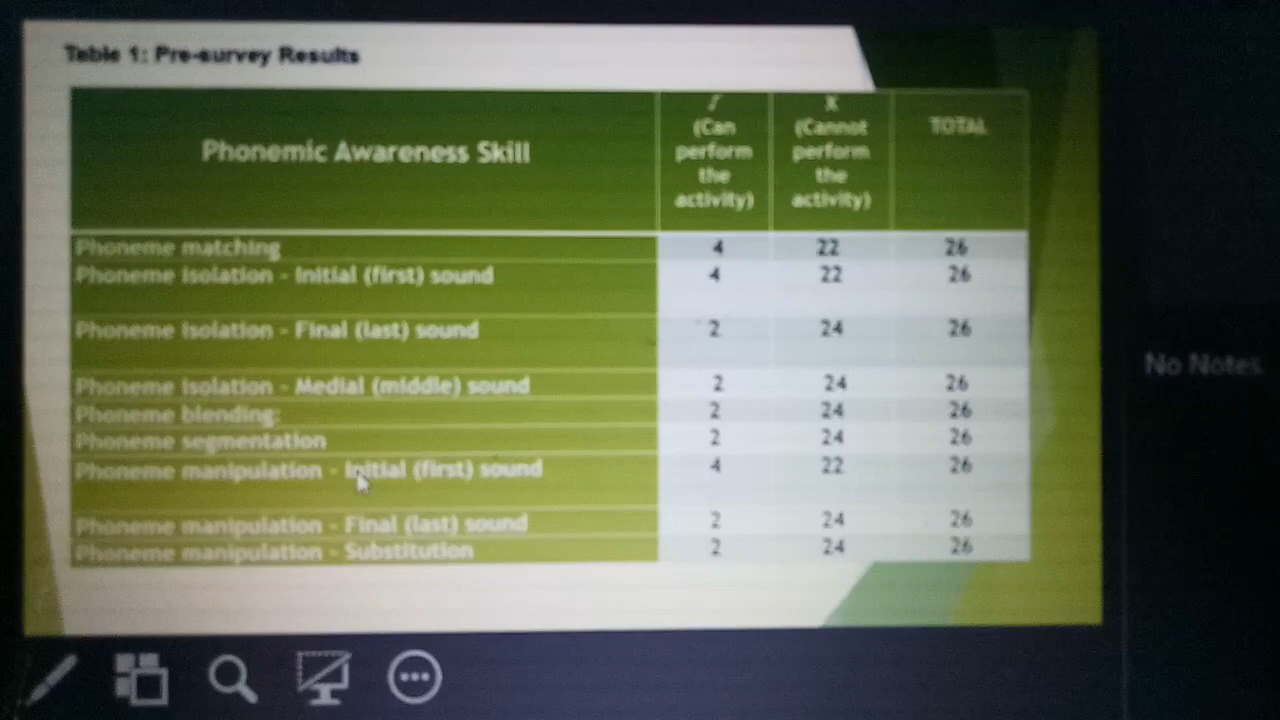 Table 1: Pre-survey Results
Phonemic Awareness Skill
/
(Can
perform
the
activity)
X
(Cannot
perform
the
activity)
TOTAL
Phoneme matching 4 22 26
Phoneme isolation - Initial (first) sound 4 22 26
Phoneme isolation - Final (last) sound 2 24 26
Phoneme isolation - Medial (middle) sound 2 24 26
Phoneme blending: 2 24 26
Phoneme segmentation 2 24 26
Phoneme manipulation - Initial (first) sound 4 22 26
Phoneme manipulation - Final (last) sound 2 24 26
Phoneme manipulation - Substitution 2 24 26
No Notes.